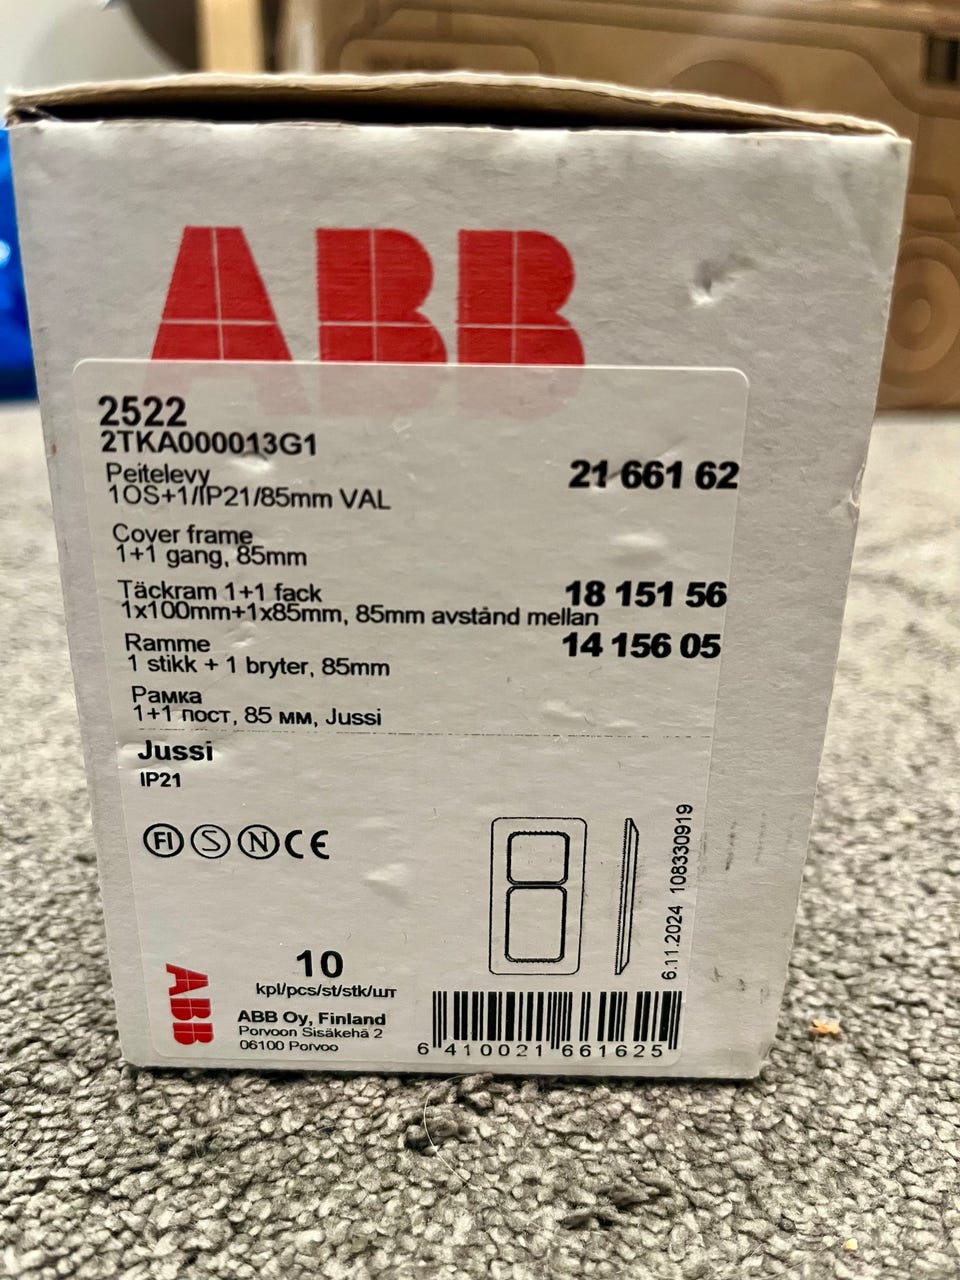 ABB
2522
2TKA000013G1
Peitelevy
1OS+1/IP21/85mm VAL
21 661 62
Cover frame
1+1 gang, 85mm
Täckram 1+1 fack
1x100mm+1x85mm, 85mm avstånd mellan
18 151 56
Ramme
1 stikk + 1 bryter, 85mm
14 156 05
Рамка
1+1 пост, 85 мм, Jussi
Jussi
IP21
FI S N CE
6.11.2024 108330919
10
kpl/pcs/st/stk/шт
ABB
ABB Oy, Finland
Porvoon Sisäkehä 2
06100 Porvoo
6 410021 661625